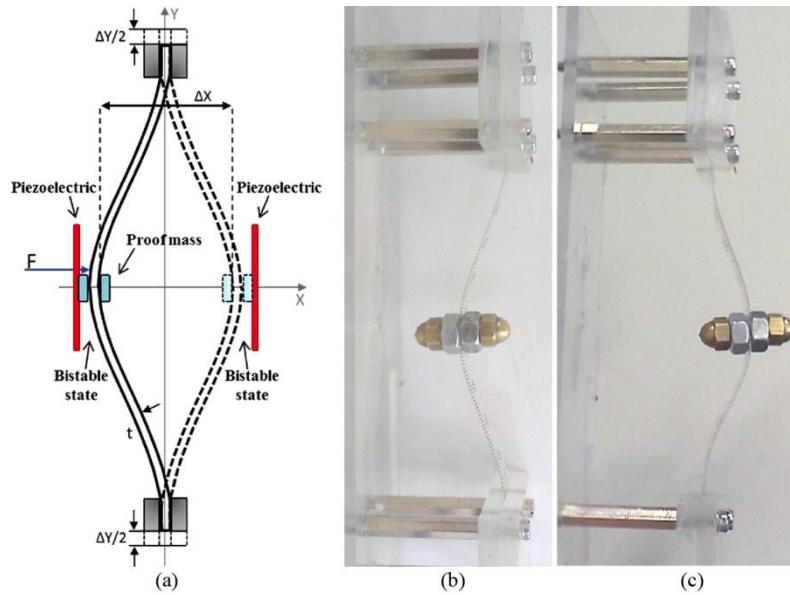 ΔY/2
Y
ΔX
Piezoelectric
Piezoelectric
Proof mass
F
X
Bistable
state
Bistable
state
t
ΔY/2
(a)
(b)
(c)